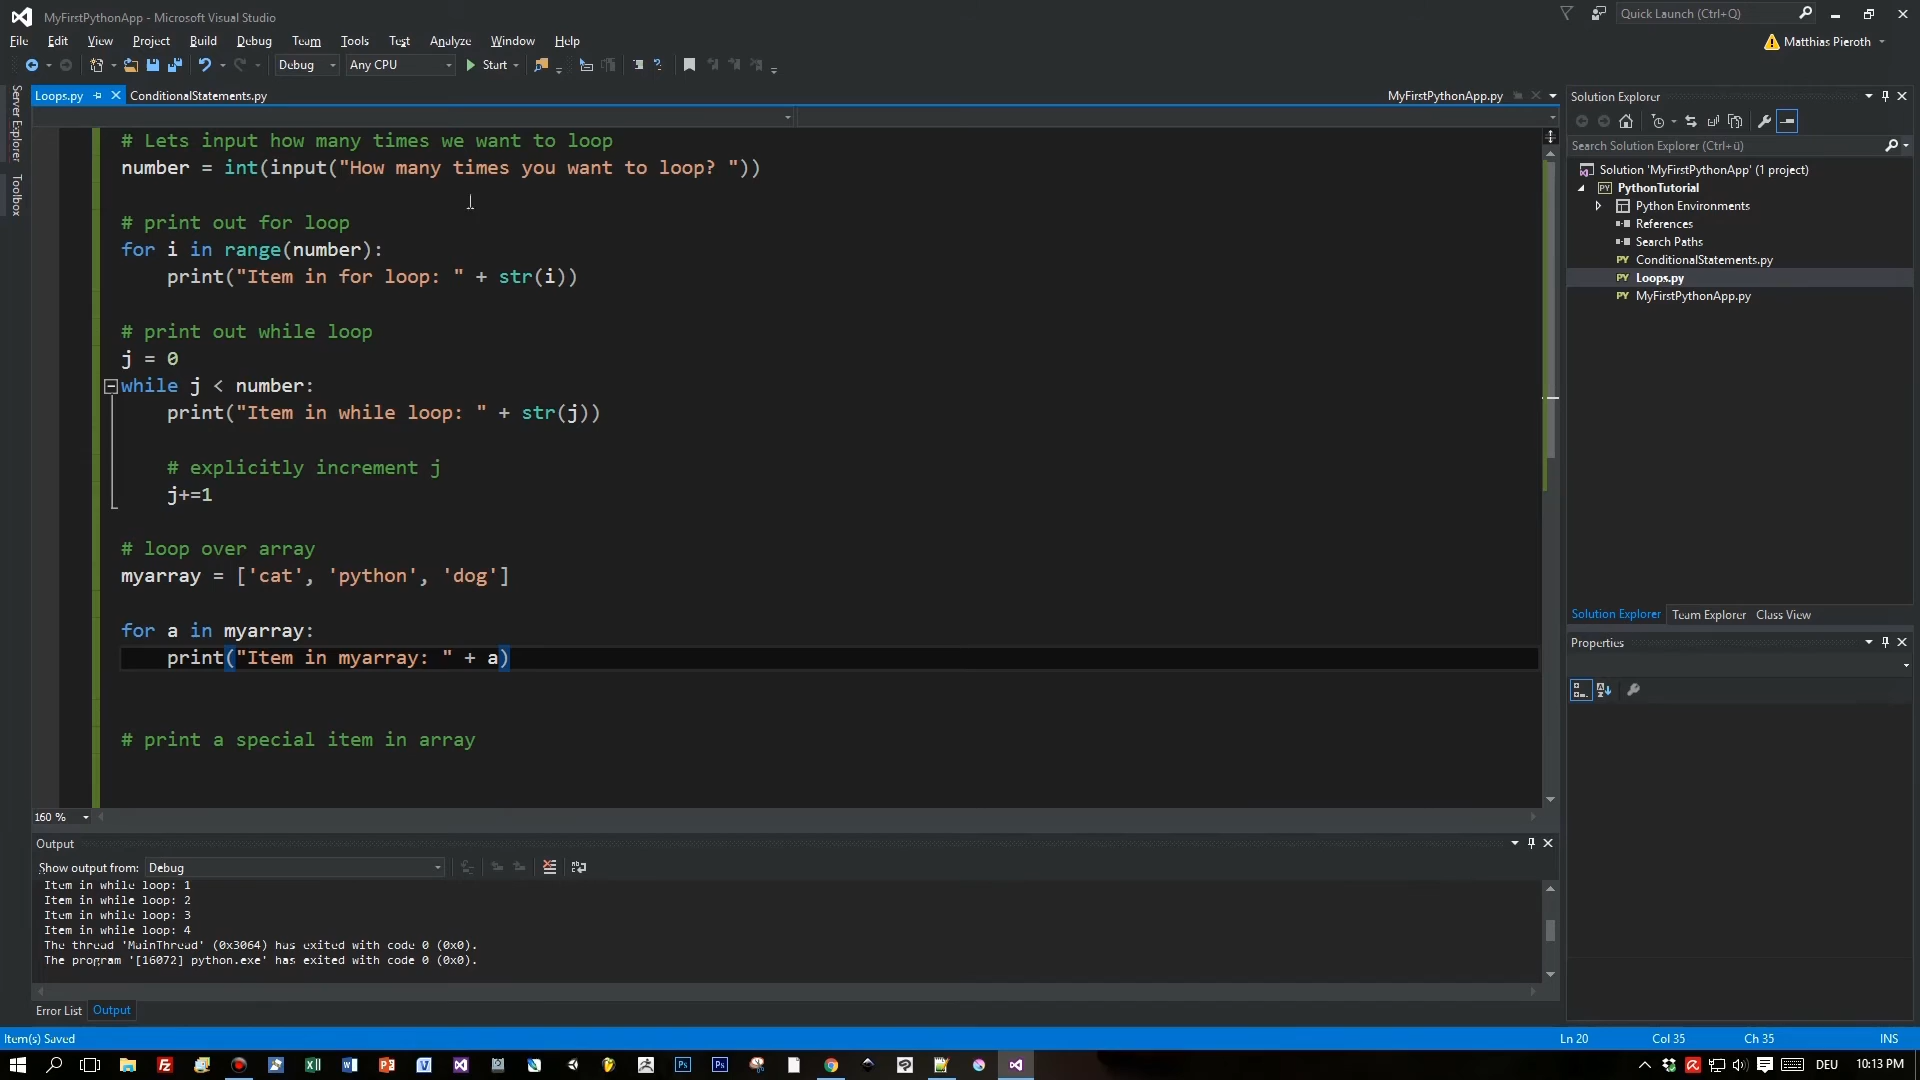 MyFirstPythonApp - Microsoft Visual Studio
Quick Launch (Ctrl+Q)
File Edit View Project Build Debug Team Tools Test Analyze Window Help
Matthias Pieroth
Debug Any CPU Start
Server Explorer
Toolbox
Loops.py ConditionalStatements.py MyFirstPythonApp.py
# Lets input how many times we want to loop
number = int(input("How many times you want to loop? "))
# print out for loop
for i in range(number):
print("Item in for loop: " + str(i))
# print out while loop
j = 0
while j < number:
print("Item in while loop: " + str(j))
# explicitly increment j
j+=1
# loop over array
myarray = ['cat', 'python', 'dog']
for a in myarray:
print("Item in myarray: " + a)
# print a special item in array
160 %
Output
Show output from: Debug
Item in while loop: 1
Item in while loop: 2
Item in while loop: 3
Item in while loop: 4
The thread 'MainThread' (0x3064) has exited with code 0 (0x0).
The program '[16072] python.exe' has exited with code 0 (0x0).
Error List Output
Solution Explorer
Search Solution Explorer (Ctrl+ü)
Solution 'MyFirstPythonApp' (1 project)
PythonTutorial
Python Environments
References
Search Paths
PY ConditionalStatements.py
PY Loops.py
PY MyFirstPythonApp.py
Solution Explorer Team Explorer Class View
Properties
Item(s) Saved Ln 20 Col 35 Ch 35 INS
DEU 10:13 PM